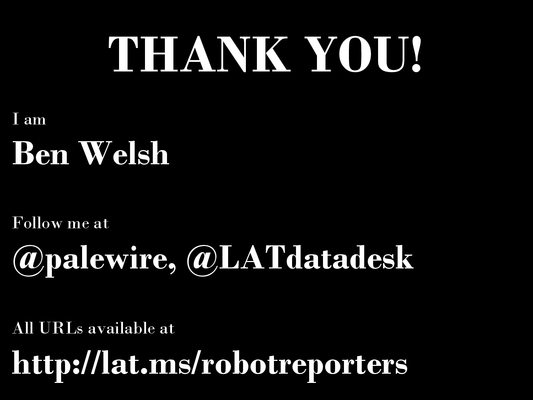 THANK YOU!
I am
Ben Welsh
Follow me at
@palewire, @LATdatadesk
All URLs available at
http://lat.ms/robotreporters